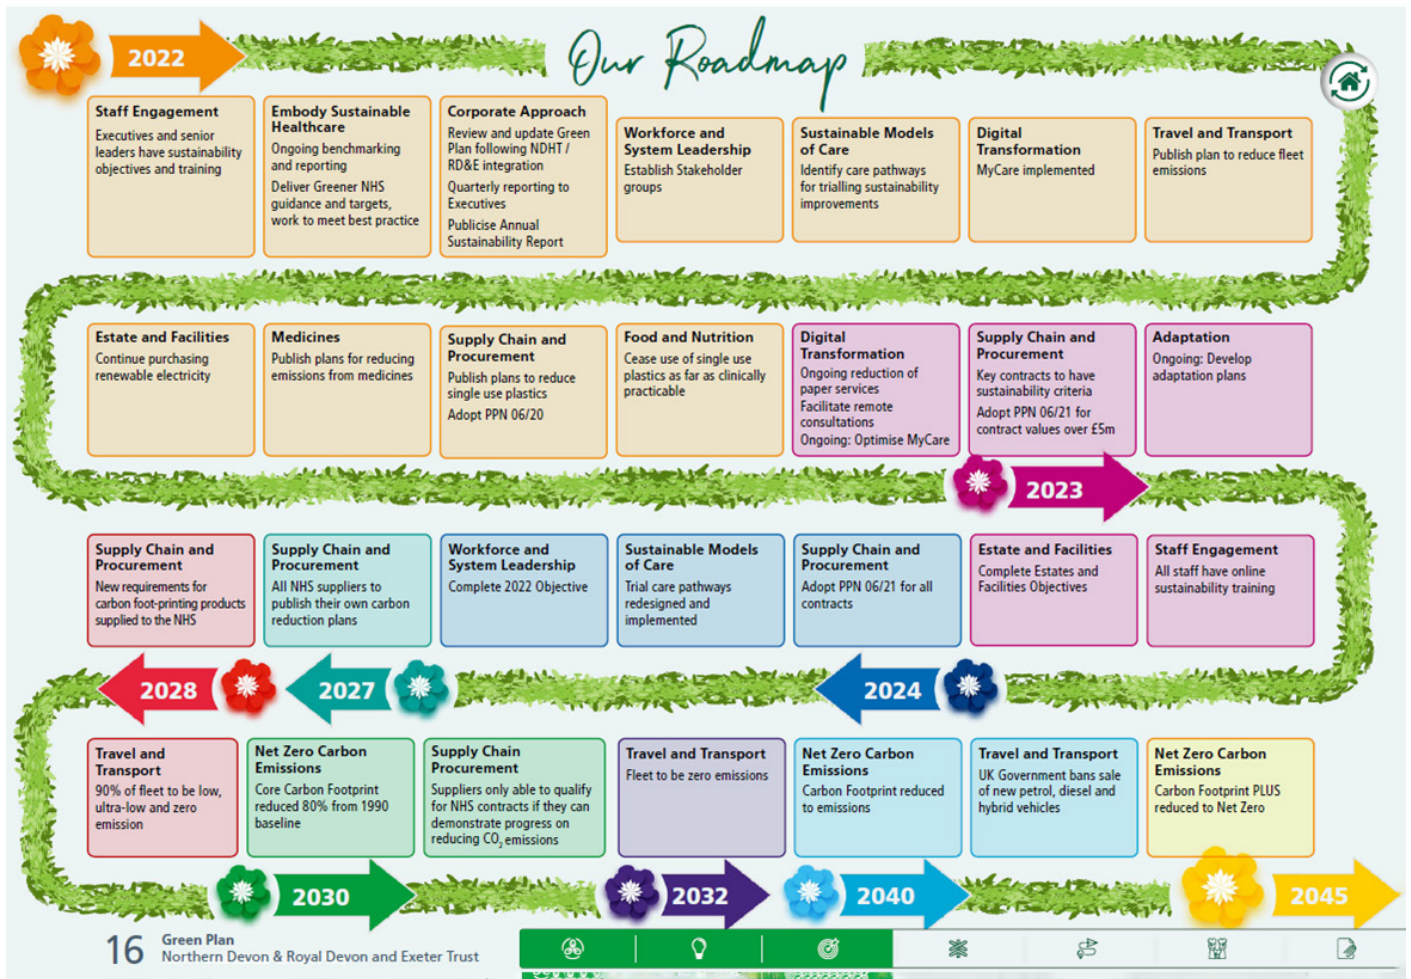 2022
Our Roadmap
Staff Engagement
Executives and senior
leaders have sustainability
objectives and training
Embody Sustainable
Healthcare
Ongoing benchmarking
and reporting
Deliver Greener NHS
guidance and targets,
work to meet best practice
Corporate Approach
Review and update Green
Plan following NDHT /
RD&E integration
Quarterly reporting to
Executives
Publicise Annual
Sustainability Report
Workforce and
System Leadership
Establish Stakeholder
groups
Sustainable Models
of Care
Identify care pathways
for trialling sustainability
improvements
Digital
Transformation
MyCare implemented
Travel and Transport
Publish plan to reduce fleet
emissions
Estate and Facilities
Continue purchasing
renewable electricity
Medicines
Publish plans for reducing
emissions from medicines
Supply Chain and
Procurement
Publish plans to reduce
single use plastics
Adopt PPN 06/20
Food and Nutrition
Cease use of single use
plastics as far as clinically
practicable
Digital
Transformation
Ongoing reduction of
paper services
Facilitate remote
consultations
Ongoing: Optimise MyCare
Supply Chain and
Procurement
Key contracts to have
sustainability criteria
Adopt PPN 06/21 for
contract values over £5m
Adaptation
Ongoing: Develop
adaptation plans
2023
Supply Chain and
Procurement
New requirements for
carbon foot-printing products
supplied to the NHS
Supply Chain and
Procurement
All NHS suppliers to
publish their own carbon
reduction plans
Workforce and
System Leadership
Complete 2022 Objective
Sustainable Models
of Care
Trial care pathways
redesigned and
implemented
Supply Chain and
Procurement
Adopt PPN 06/21 for all
contracts
Estate and Facilities
Complete Estates and
Facilities Objectives
Staff Engagement
All staff have online
sustainability training
2028
2027
2024
Travel and
Transport
90% of fleet to be low,
ultra-low and zero
emission
Net Zero Carbon
Emissions
Core Carbon Footprint
reduced 80% from 1990
baseline
Supply Chain
Procurement
Suppliers only able to qualify
for NHS contracts if they can
demonstrate progress on
reducing CO₂ emissions
Travel and Transport
Fleet to be zero emissions
Net Zero Carbon
Emissions
Carbon Footprint reduced
to emissions
Travel and Transport
UK Government bans sale
of new petrol, diesel and
hybrid vehicles
Net Zero Carbon
Emissions
Carbon Footprint PLUS
reduced to Net Zero
2030
2032
2040
2045
16
Green Plan
Northern Devon & Royal Devon and Exeter Trust